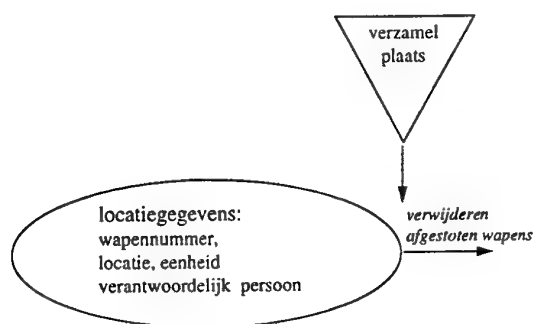 verzamel
plaats
locatiegegevens:
wapennummer,
locatie, eenheid
verantwoordelijk persoon
verwijderen
afgestoten wapens